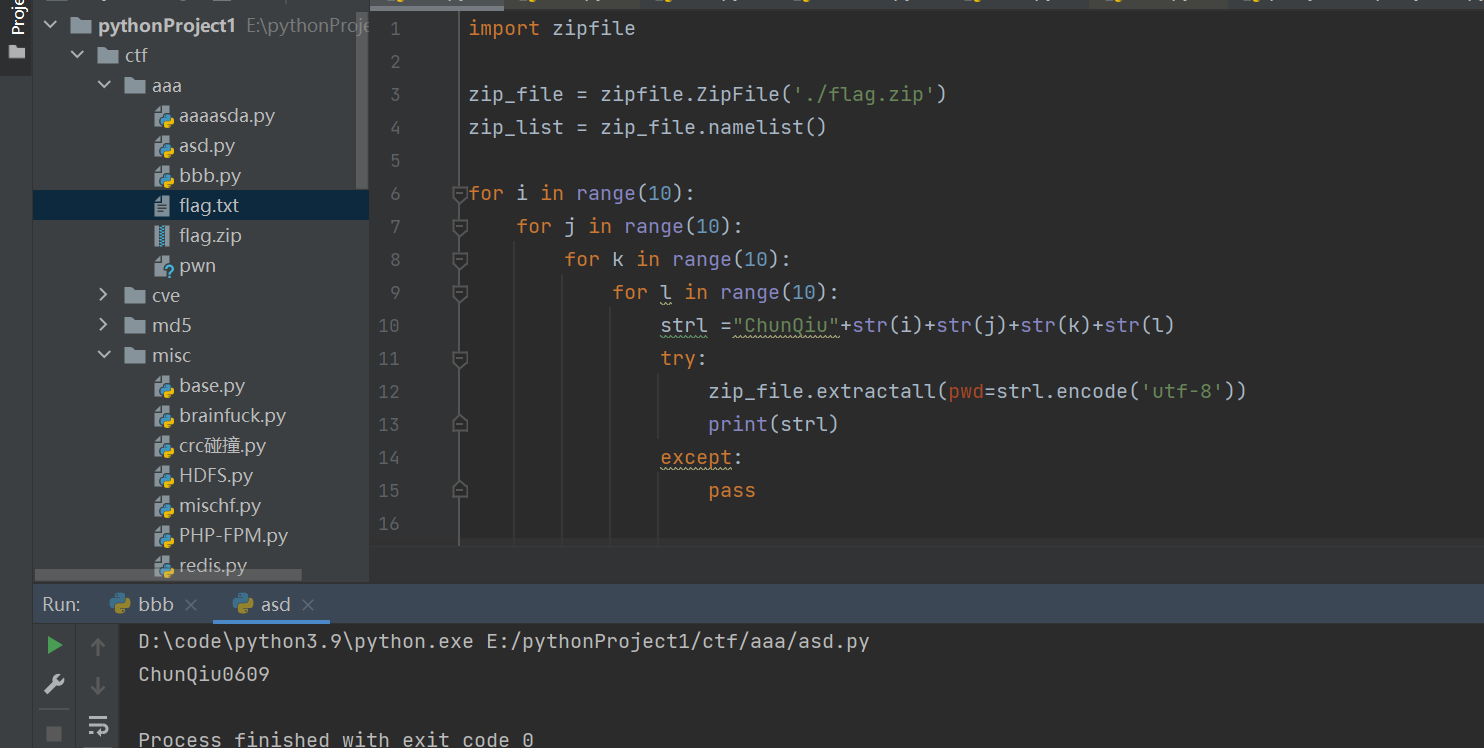 Proje
pythonProject1 E:\pythonProje
ctf
aaa
aaaasda.py
asd.py
bbb.py
flag.txt
flag.zip
pwn
cve
md5
misc
base.py
brainfuck.py
crc碰撞.py
HDFS.py
mischf.py
PHP-FPM.py
redis.py
1 import zipfile
2
3 zip_file = zipfile.ZipFile('./flag.zip')
4 zip_list = zip_file.namelist()
5
6 for i in range(10):
7 for j in range(10):
8 for k in range(10):
9 for l in range(10):
10 strl ="ChunQiu"+str(i)+str(j)+str(k)+str(l)
11 try:
12 zip_file.extractall(pwd=strl.encode('utf-8'))
13 print(strl)
14 except:
15 pass
16
Run: bbb asd
D:\code\python3.9\python.exe E:/pythonProject1/ctf/aaa/asd.py
ChunQiu0609
Process finished with exit code 0